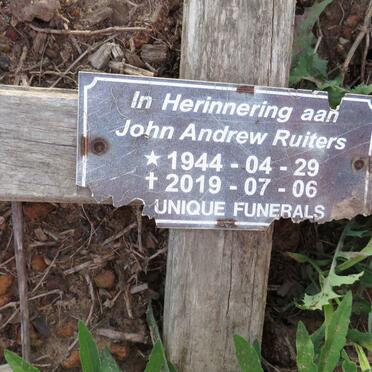 In Herinnering aan
John Andrew Ruiters
★ 1944 - 04 - 29
✝ 2019 - 07 - 06
UNIQUE FUNERALS